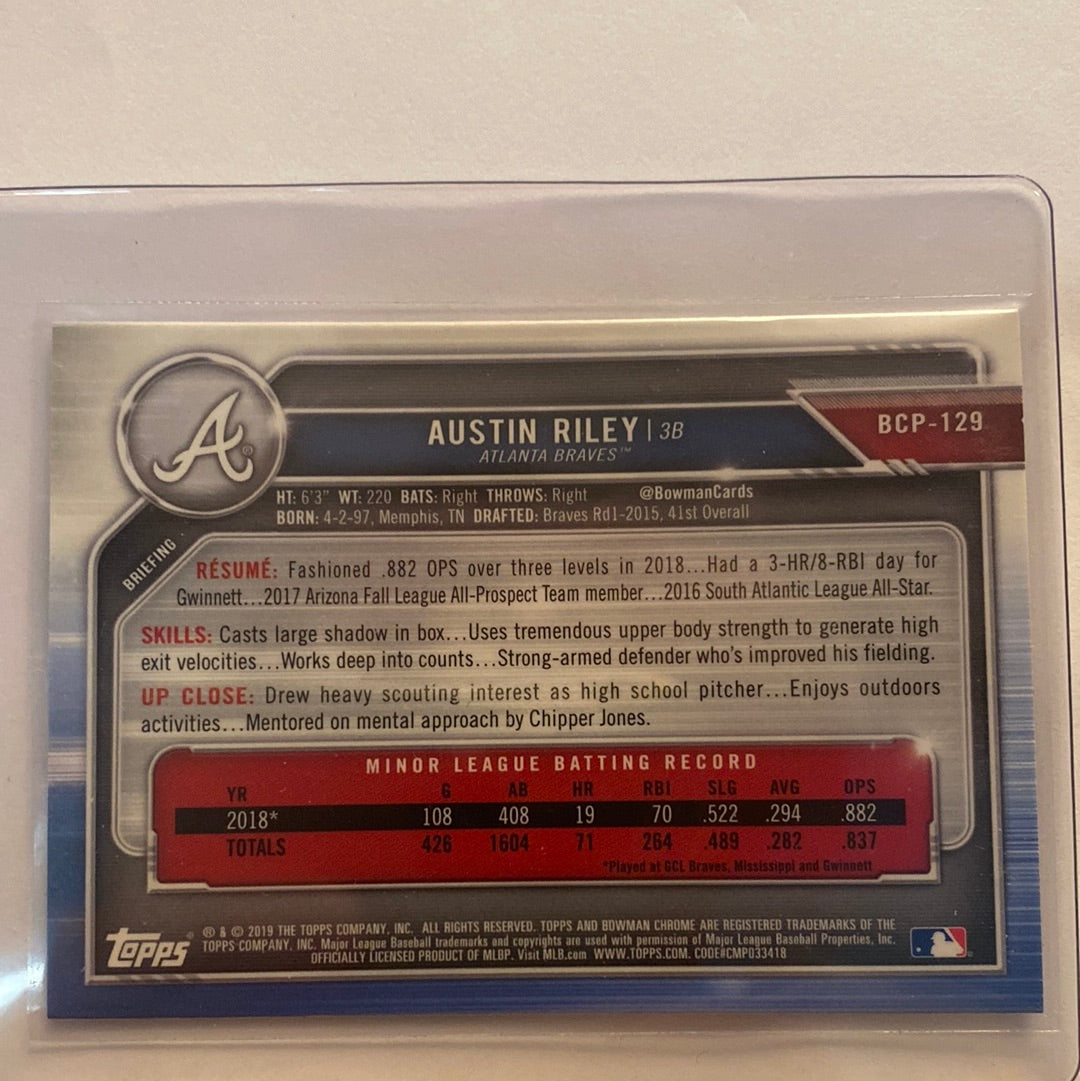 A®
AUSTIN RILEY | 3B
BCP-129
ATLANTA BRAVES™
HT: 6'3" WT: 220 BATS: Right THROWS: Right @BowmanCards
BORN: 4-2-97, Memphis, TN DRAFTED: Braves Rd1-2015, 41st Overall
BRIEFING
RÉSUMÉ: Fashioned .882 OPS over three levels in 2018...Had a 3-HR/8-RBI day for
Gwinnett...2017 Arizona Fall League All-Prospect Team member...2016 South Atlantic League All-Star.
SKILLS: Casts large shadow in box...Uses tremendous upper body strength to generate high
exit velocities...Works deep into counts...Strong-armed defender who's improved his fielding.
UP CLOSE: Drew heavy scouting interest as high school pitcher...Enjoys outdoors
activities...Mentored on mental approach by Chipper Jones.
MINOR LEAGUE BATTING RECORD
YR G AB HR RBI SLG AVG OPS
2018* 108 408 19 70 .522 .294 .882
TOTALS 426 1604 71 264 .489 .282 .837
*Played at GCL Braves, Mississippi and Gwinnett
TOPPS®
® & © 2019 THE TOPPS COMPANY, INC. ALL RIGHTS RESERVED. TOPPS AND BOWMAN CHROME ARE REGISTERED TRADEMARKS OF THE
TOPPS COMPANY, INC. Major League Baseball trademarks and copyrights are used with permission of Major League Baseball Properties, Inc.
OFFICIALLY LICENSED PRODUCT OF MLBP. Visit MLB.com WWW.TOPPS.COM. CODE#CMP033418